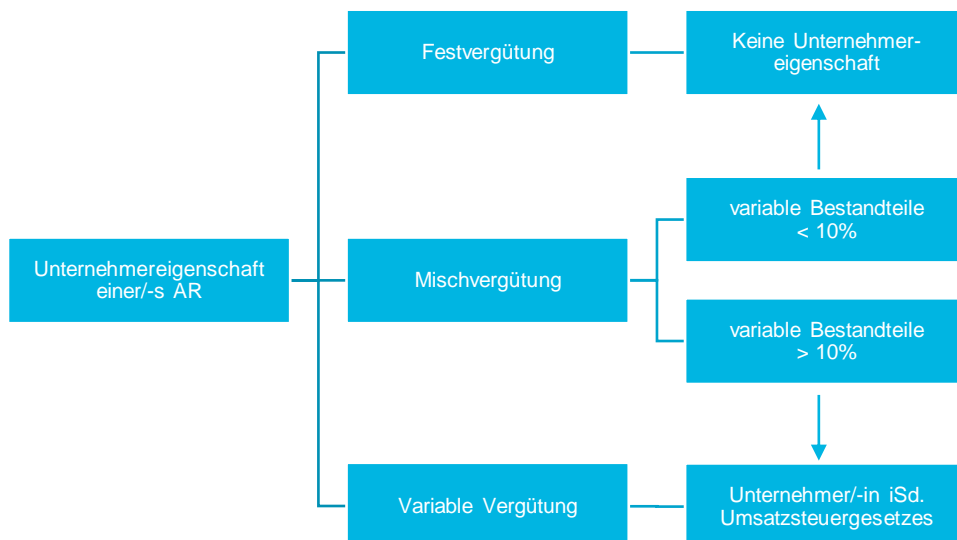 Festvergütung
Keine Unternehmer-
eigenschaft
variable Bestandteile
< 10%
Unternehmereigenschaft
einer/-s AR
Mischvergütung
variable Bestandteile
> 10%
Variable Vergütung
Unternehmer/-in iSd.
Umsatzsteuergesetzes